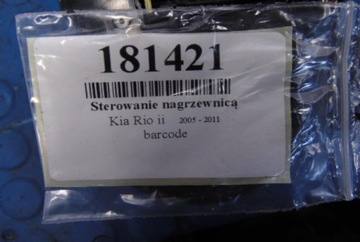 181421
Sterowanie nagrzewnicą
Kia Rio ii 2005 - 2011
barcode